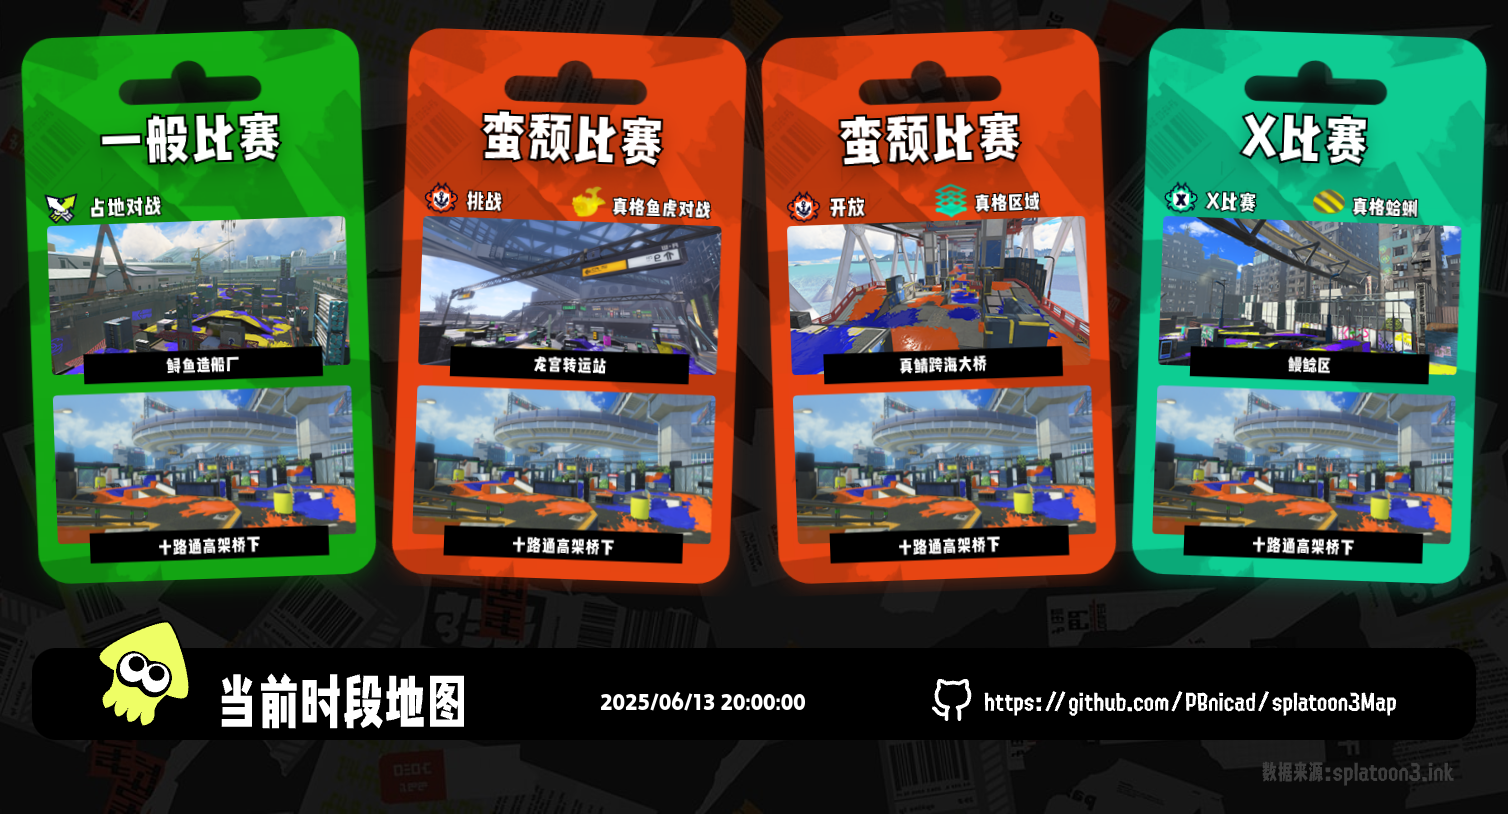 一般比赛
占地对战
鲟鱼造船厂
十路通高架桥下
蛮颓比赛
挑战
真格鱼虎对战
龙宫转运站
十路通高架桥下
蛮颓比赛
开放
真格区域
真鲷跨海大桥
十路通高架桥下
X比赛
X比赛
真格蛤蜊
鳗鲶区
十路通高架桥下
当前时段地图
2025/06/13 20:00:00
https://github.com/PBnicad/splatoon3Map
数据来源:splatoon3.ink